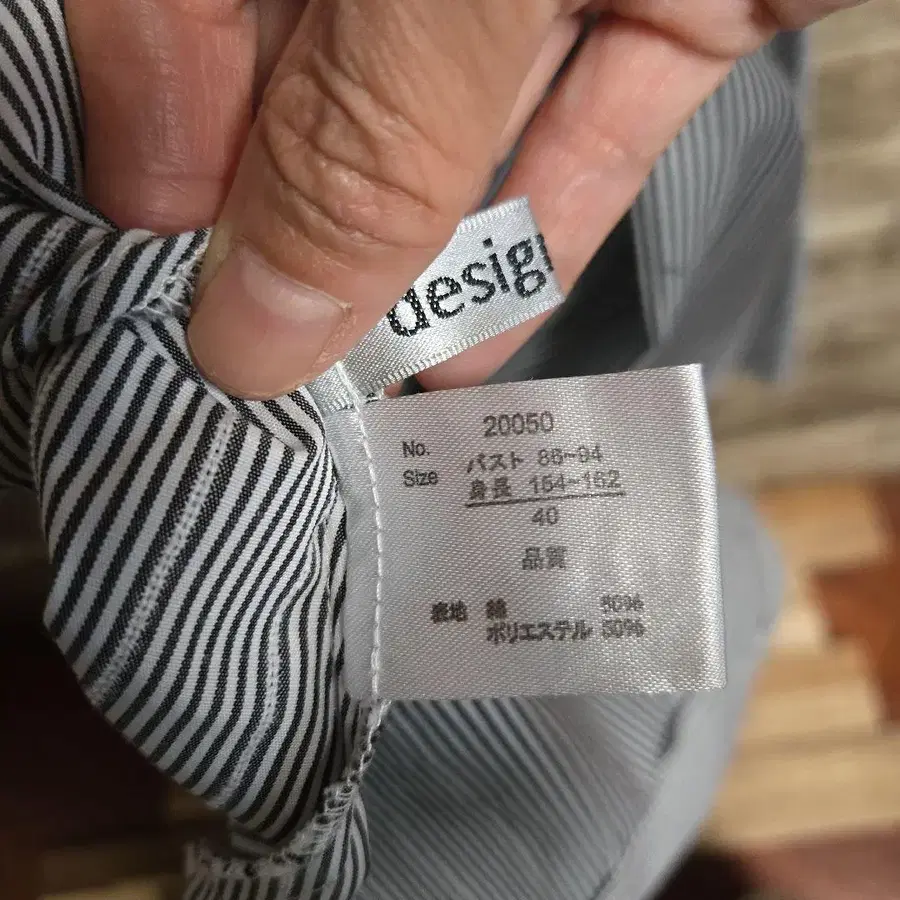 design
No. 20050
Size バスト 86~94
身長 154~162
40
品質
表地 綿 50%
ポリエステル 50%